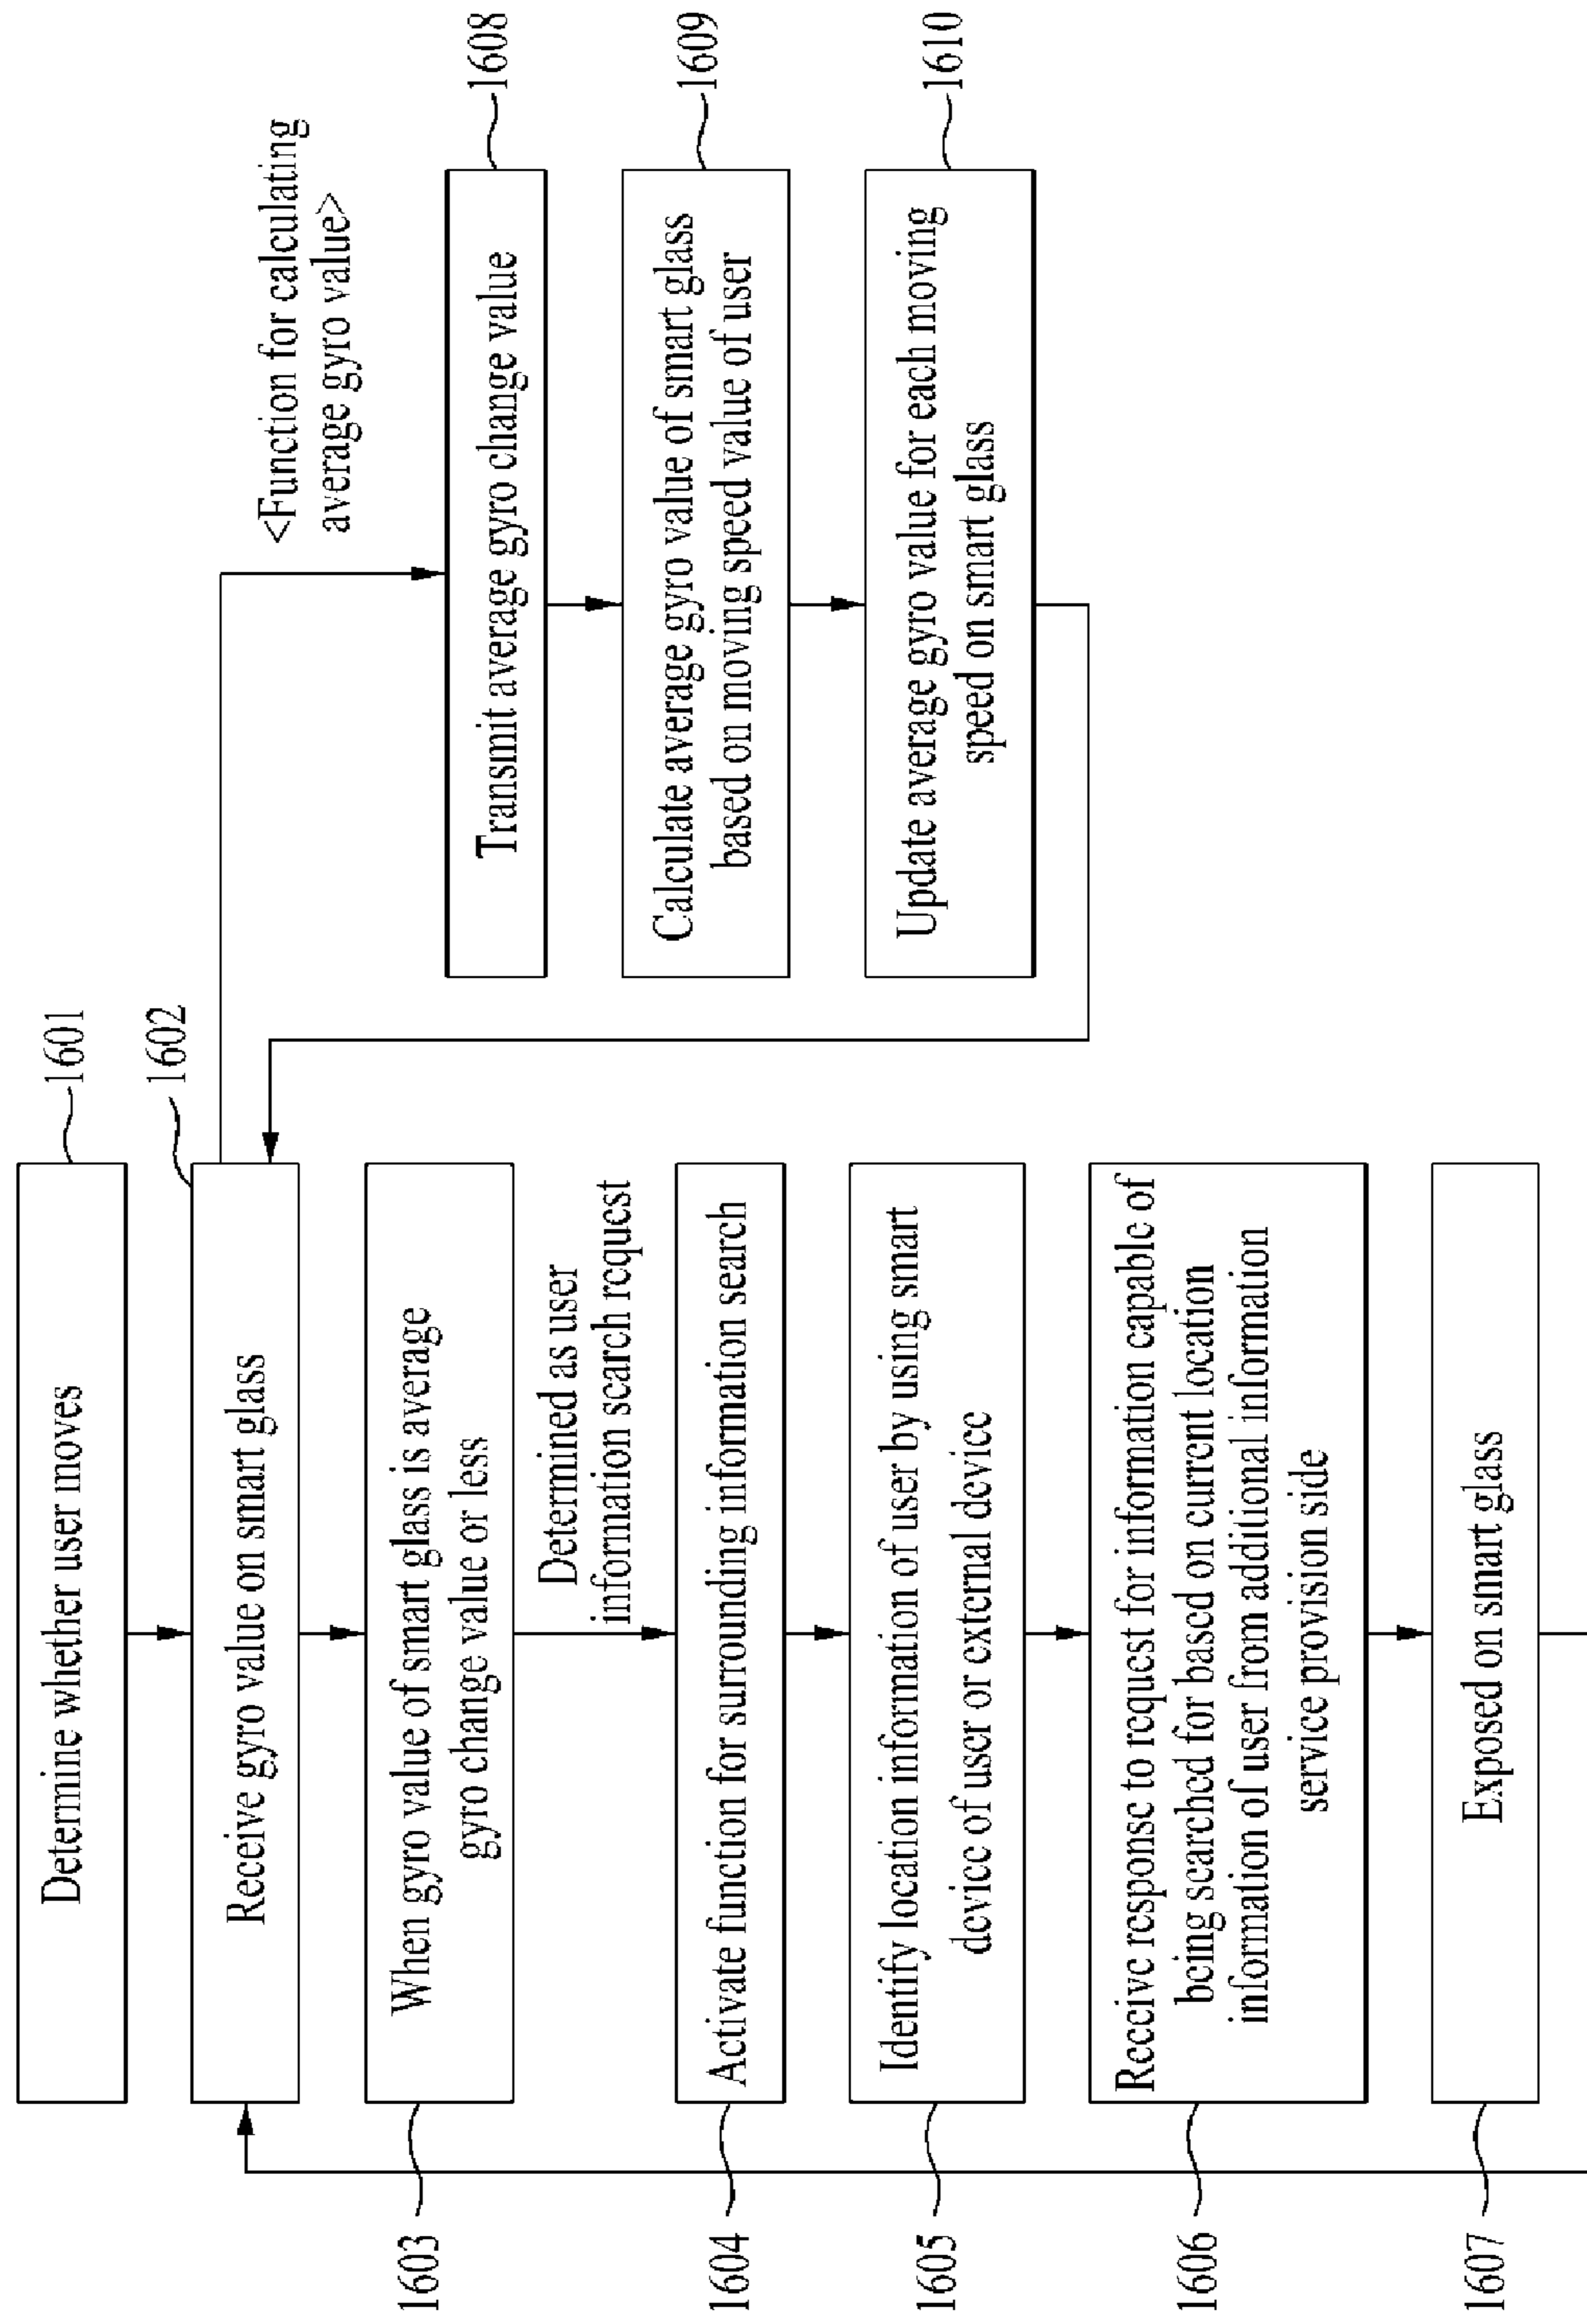 Determine whether user moves
1601
1602
Receive gyro value on smart glass
1603
When gyro value of smart glass is average
gyro change value or less
Determined as user
information search request
1604
Activate function for surrounding information search
1605
Identify location information of user by using smart
device of user or external device
1606
Receive response to request for information capable of
being searched for based on current location
information of user from additional information
service provision side
1607
Exposed on smart glass
<Function for calculating
average gyro value>
1608
Transmit average gyro change value
1609
Calculate average gyro value of smart glass
based on moving speed value of user
1610
Update average gyro value for each moving
speed on smart glass